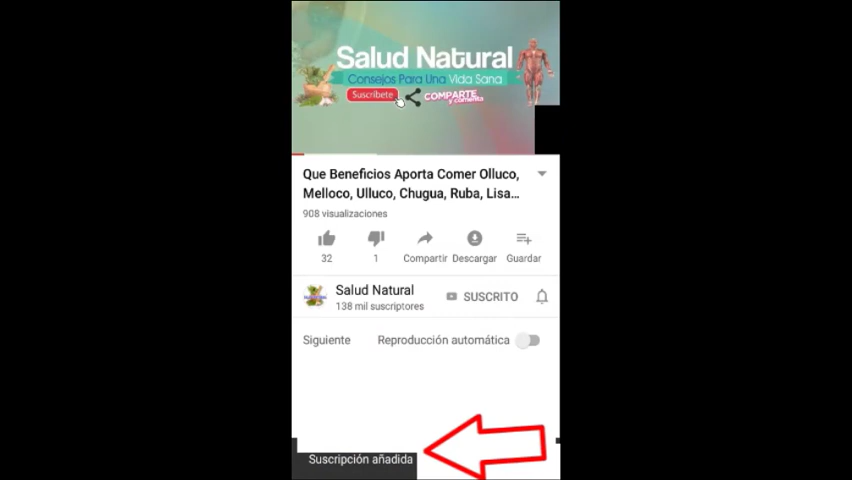 Salud Natural
Consejos Para Una Vida Sana
Suscribete
COMPARTE
y comenta
Que Beneficios Aporta Comer Olluco,
Melloco, Ulluco, Chugua, Ruba, Lisa...
908 visualizaciones
32
1
Compartir
Descargar
Guardar
Salud Natural
138 mil suscriptores
SUSCRITO
Siguiente
Reproducción automática
Suscripción añadida